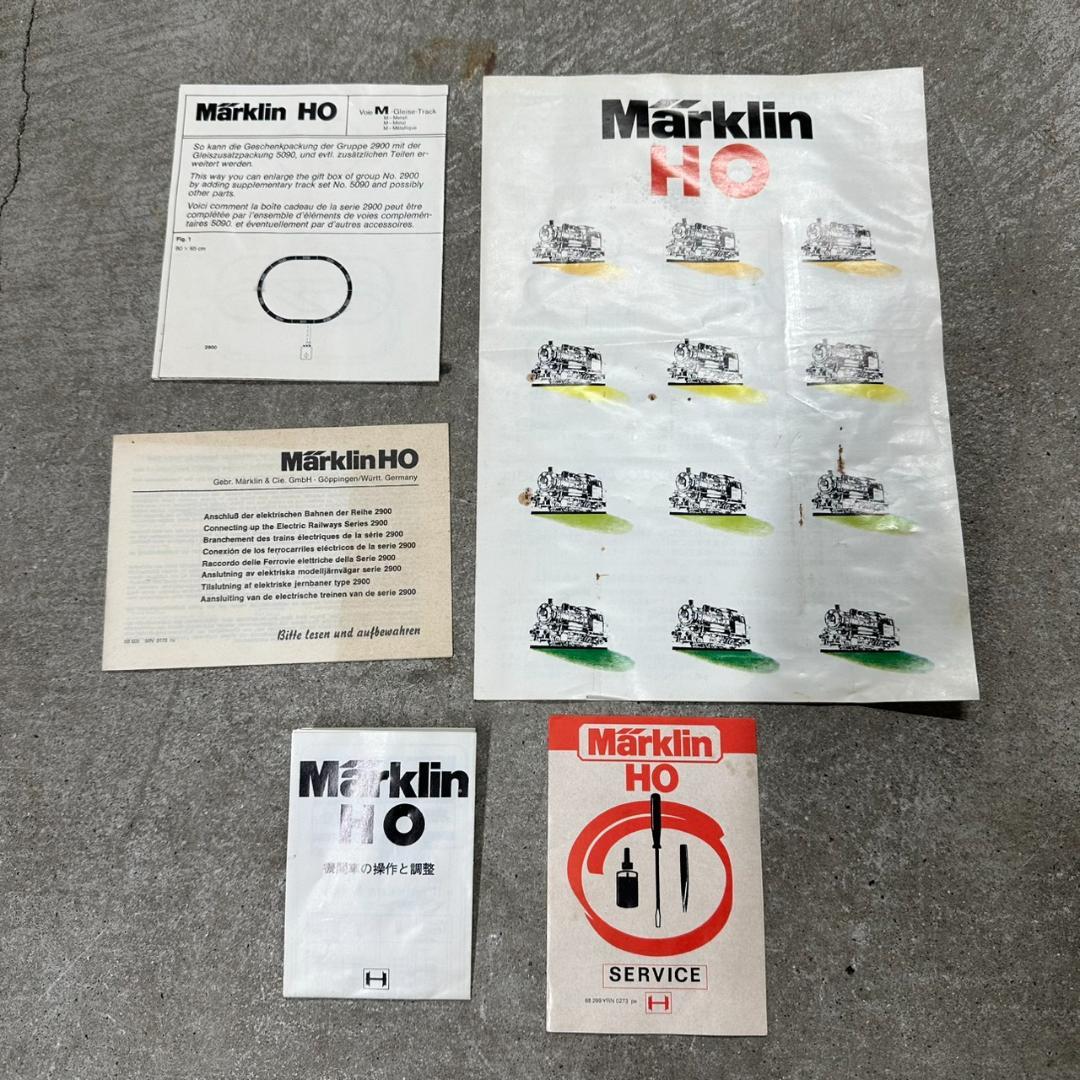 Märklin HO
Voie M-Gleise-Track
M-Metall
M-Metal
M-Métallique
So kann die Geschenkpackung der Gruppe 2900 mit der
Gleiszusatzpackung 5090, und evtl. zusätzlichen Teilen er-
weitert werden.
This way you can enlarge the gift box of group No. 2900
by adding supplementary track set No. 5090 and possibly
other parts.
Voici comment la boîte cadeau de la serie 2900 peut être
complétée par l'ensemble d'éléments de voies complémen-
taires 5090. et éventuellement par d'autres accessoires.
Fig. 1
2900
Märklin
HO
Märklin HO
Gebr. Märklin & Cie. GmbH · Göppingen/Württ. Germany
Anschluß der elektrischen Bahnen der Reihe 2900
Connecting up the Electric Railways Series 2900
Branchement des trains électriques de la série 2900
Conexión de los ferrocarriles eléctricos de la serie 2900
Raccordo delle Ferrovie elettriche della Serie 2900
Anslutning av elektriska modelljärnvägar serie 2900
Tilslutning af elektriske jernbaner type 2900
Aansluiting van de electrische treinen van de serie 2900
Bitte lesen und aufbewahren
Märklin
HO
機関車の操作と調整
Märklin
HO
SERVICE